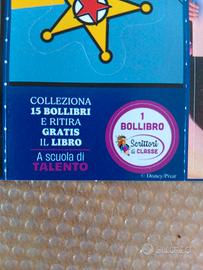 COLLEZIONA
15 BOLLIBRI
E RITIRA
GRATIS
IL LIBRO
A scuola di
TALENTO
1
BOLLIBRO
Scrittori
di CLASSE
© Disney/Pixar